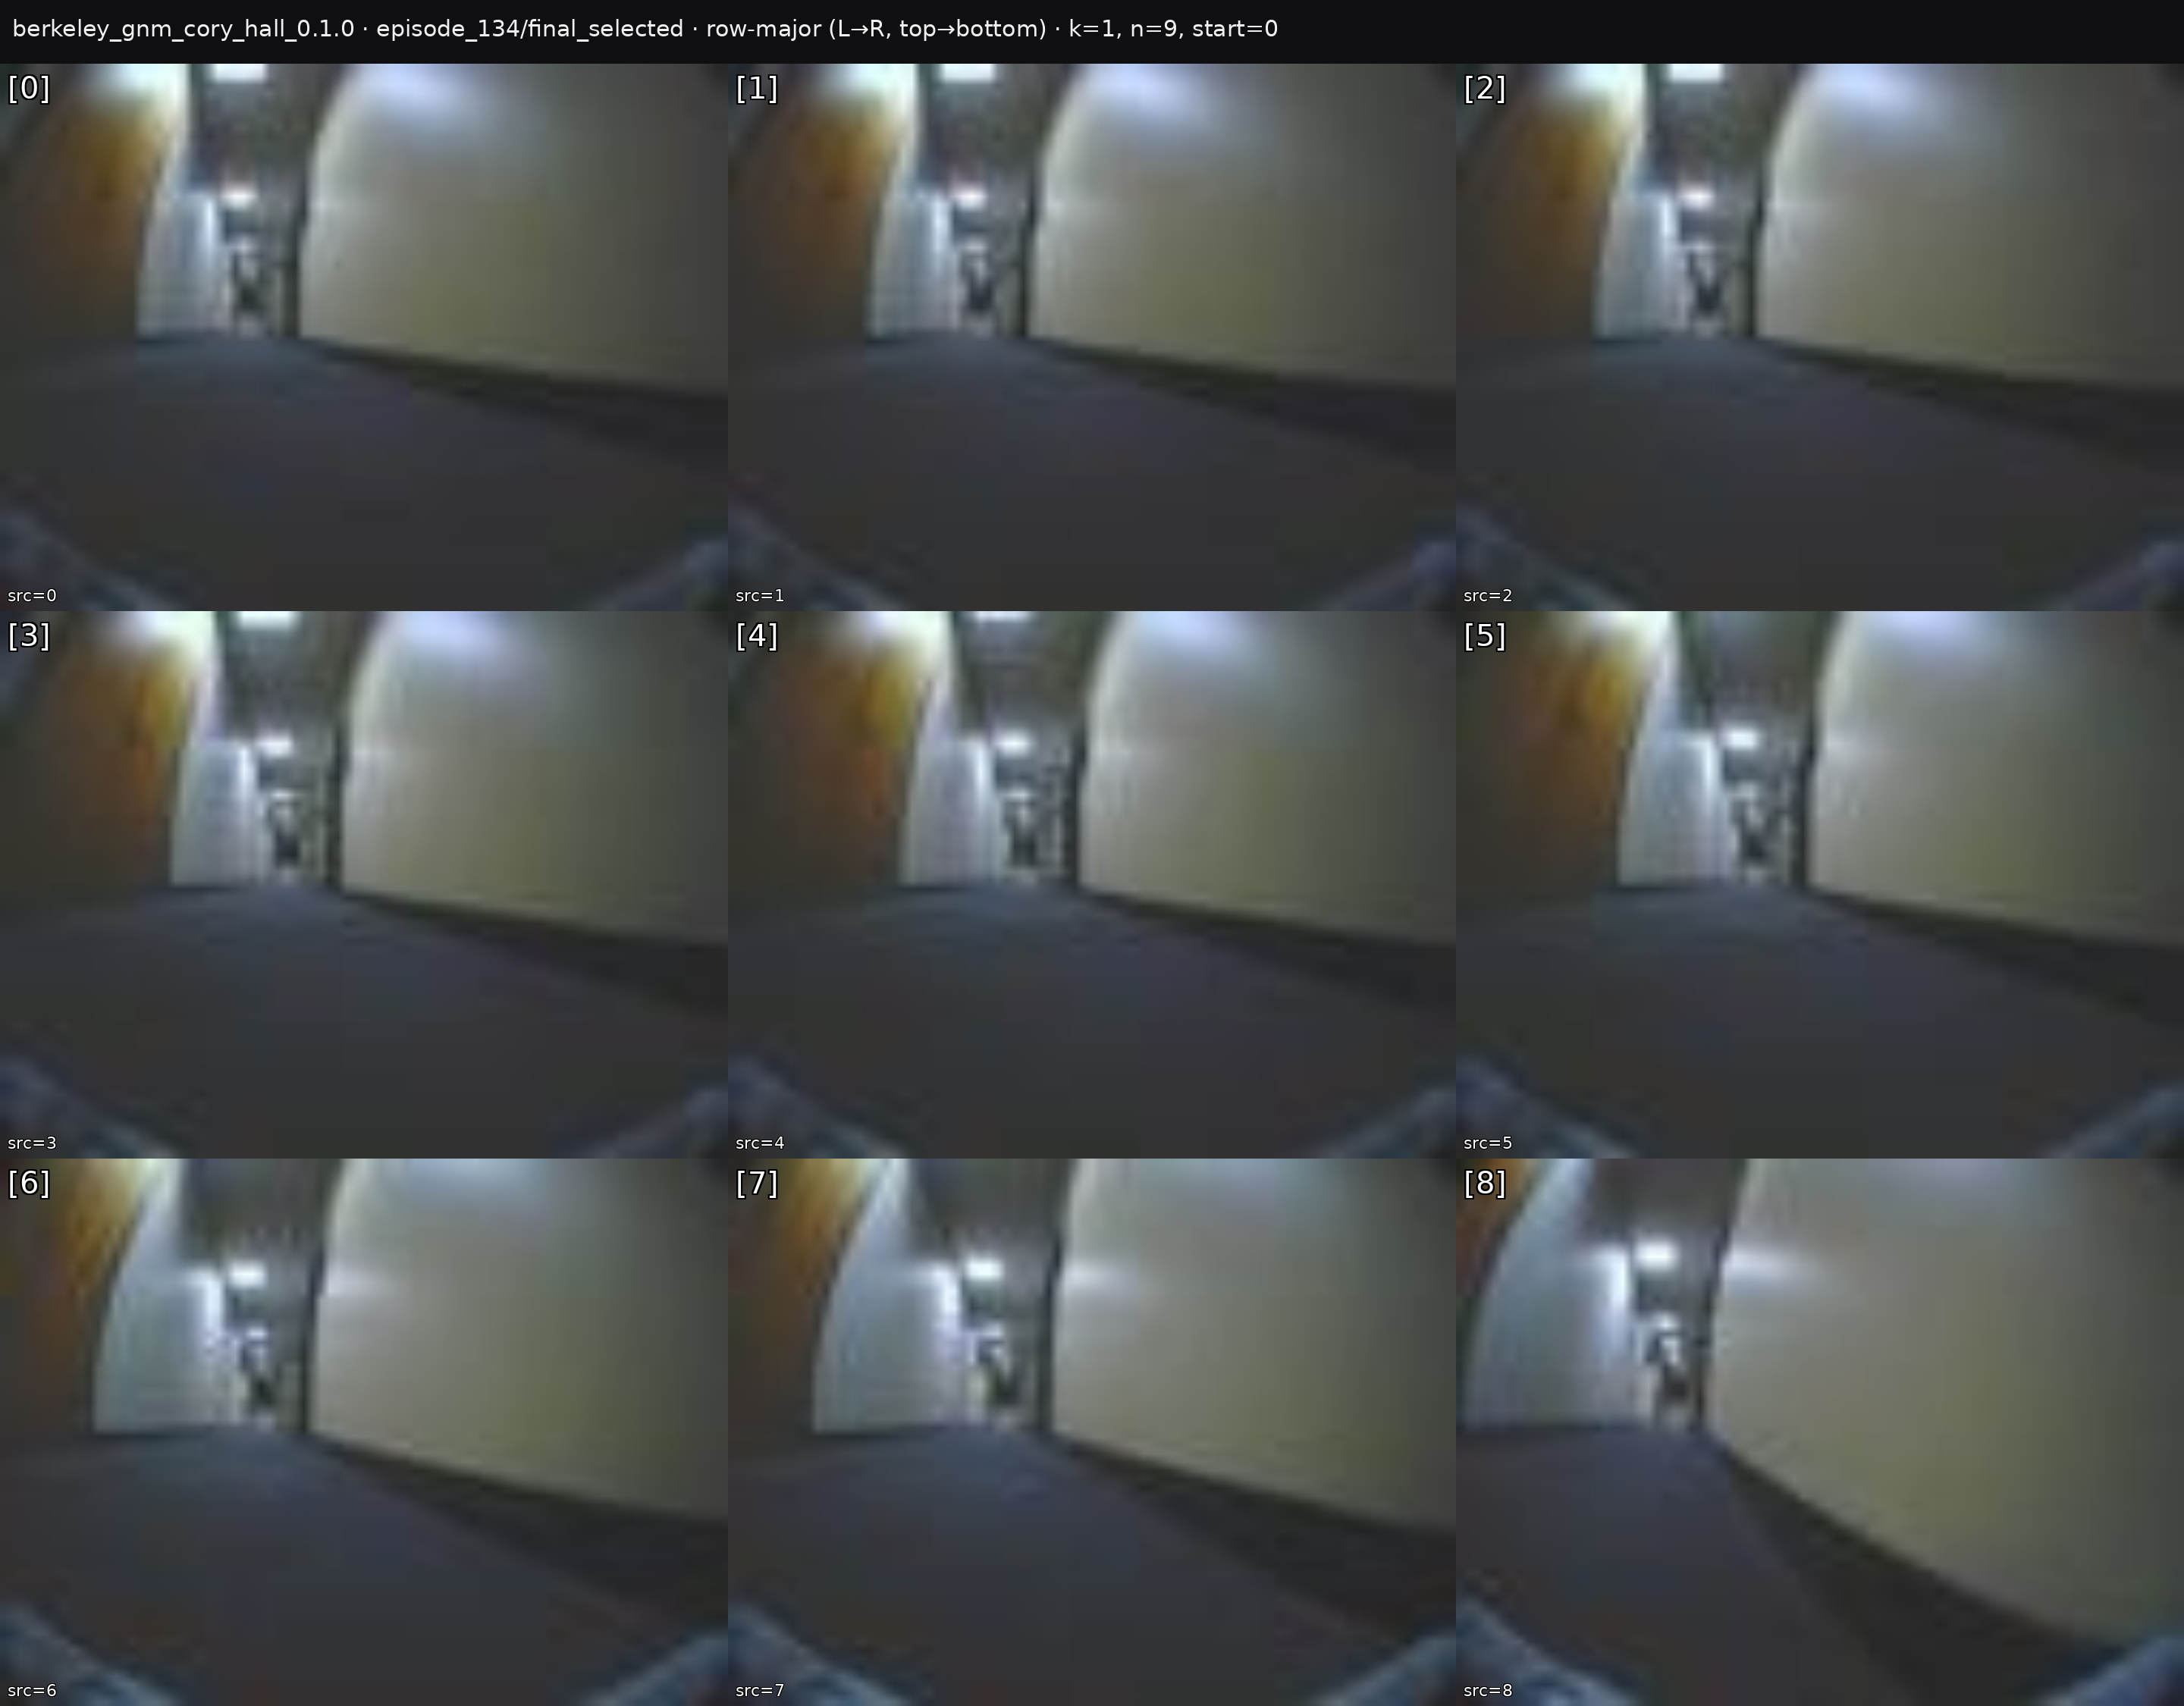 berkeley_gnm_cory_hall_0.1.0 · episode_134/final_selected · row-major (L→R, top→bottom) · k=1, n=9, start=0
[0] [1] [2]
src=0 src=1 src=2
[3] [4] [5]
src=3 src=4 src=5
[6] [7] [8]
src=6 src=7 src=8